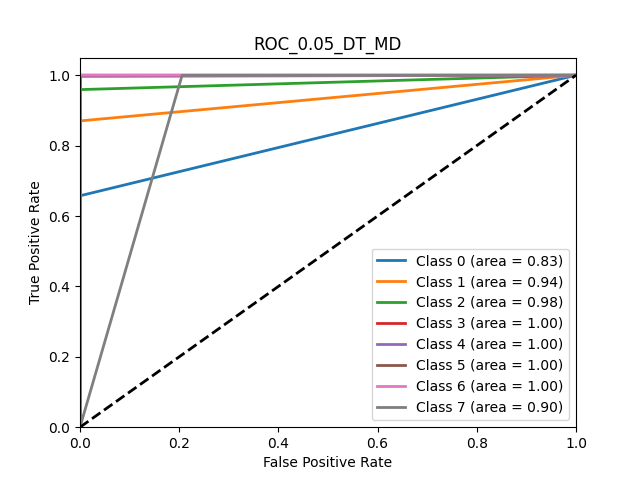 ROC_0.05_DT_MD
True Positive Rate
1.0
0.8
0.6
0.4
0.2
0.0
Class 0 (area = 0.83)
Class 1 (area = 0.94)
Class 2 (area = 0.98)
Class 3 (area = 1.00)
Class 4 (area = 1.00)
Class 5 (area = 1.00)
Class 6 (area = 1.00)
Class 7 (area = 0.90)
0.0 0.2 0.4 0.6 0.8 1.0
False Positive Rate